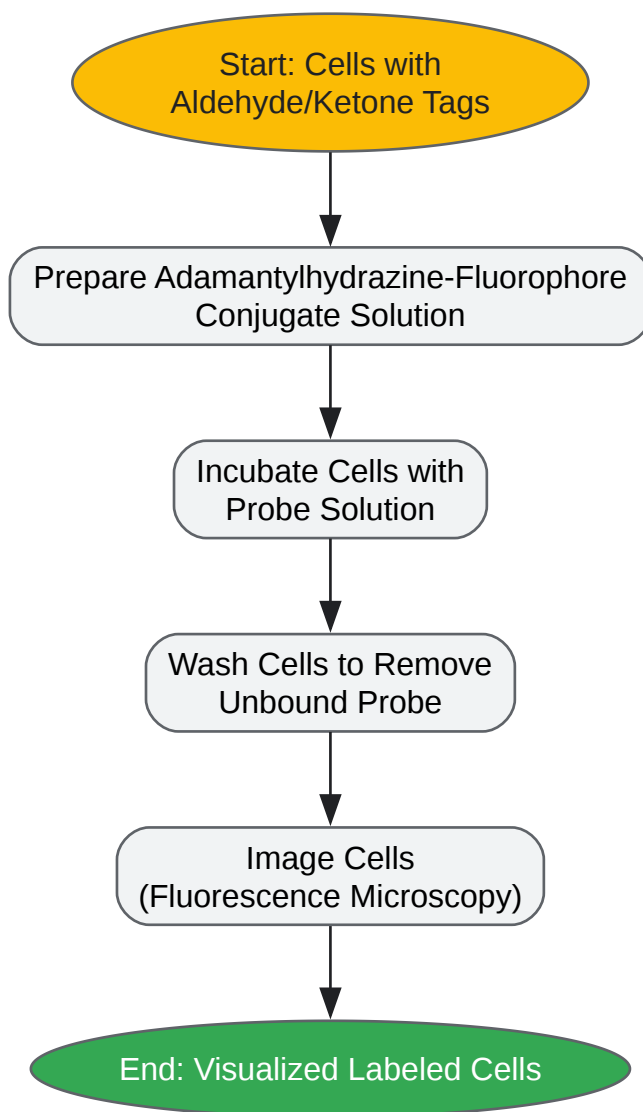 Start: Cells with
Aldehyde/Ketone Tags
Prepare Adamantylhydrazine-Fluorophore
Conjugate Solution
Incubate Cells with
Probe Solution
Wash Cells to Remove
Unbound Probe
Image Cells
(Fluorescence Microscopy)
End: Visualized Labeled Cells